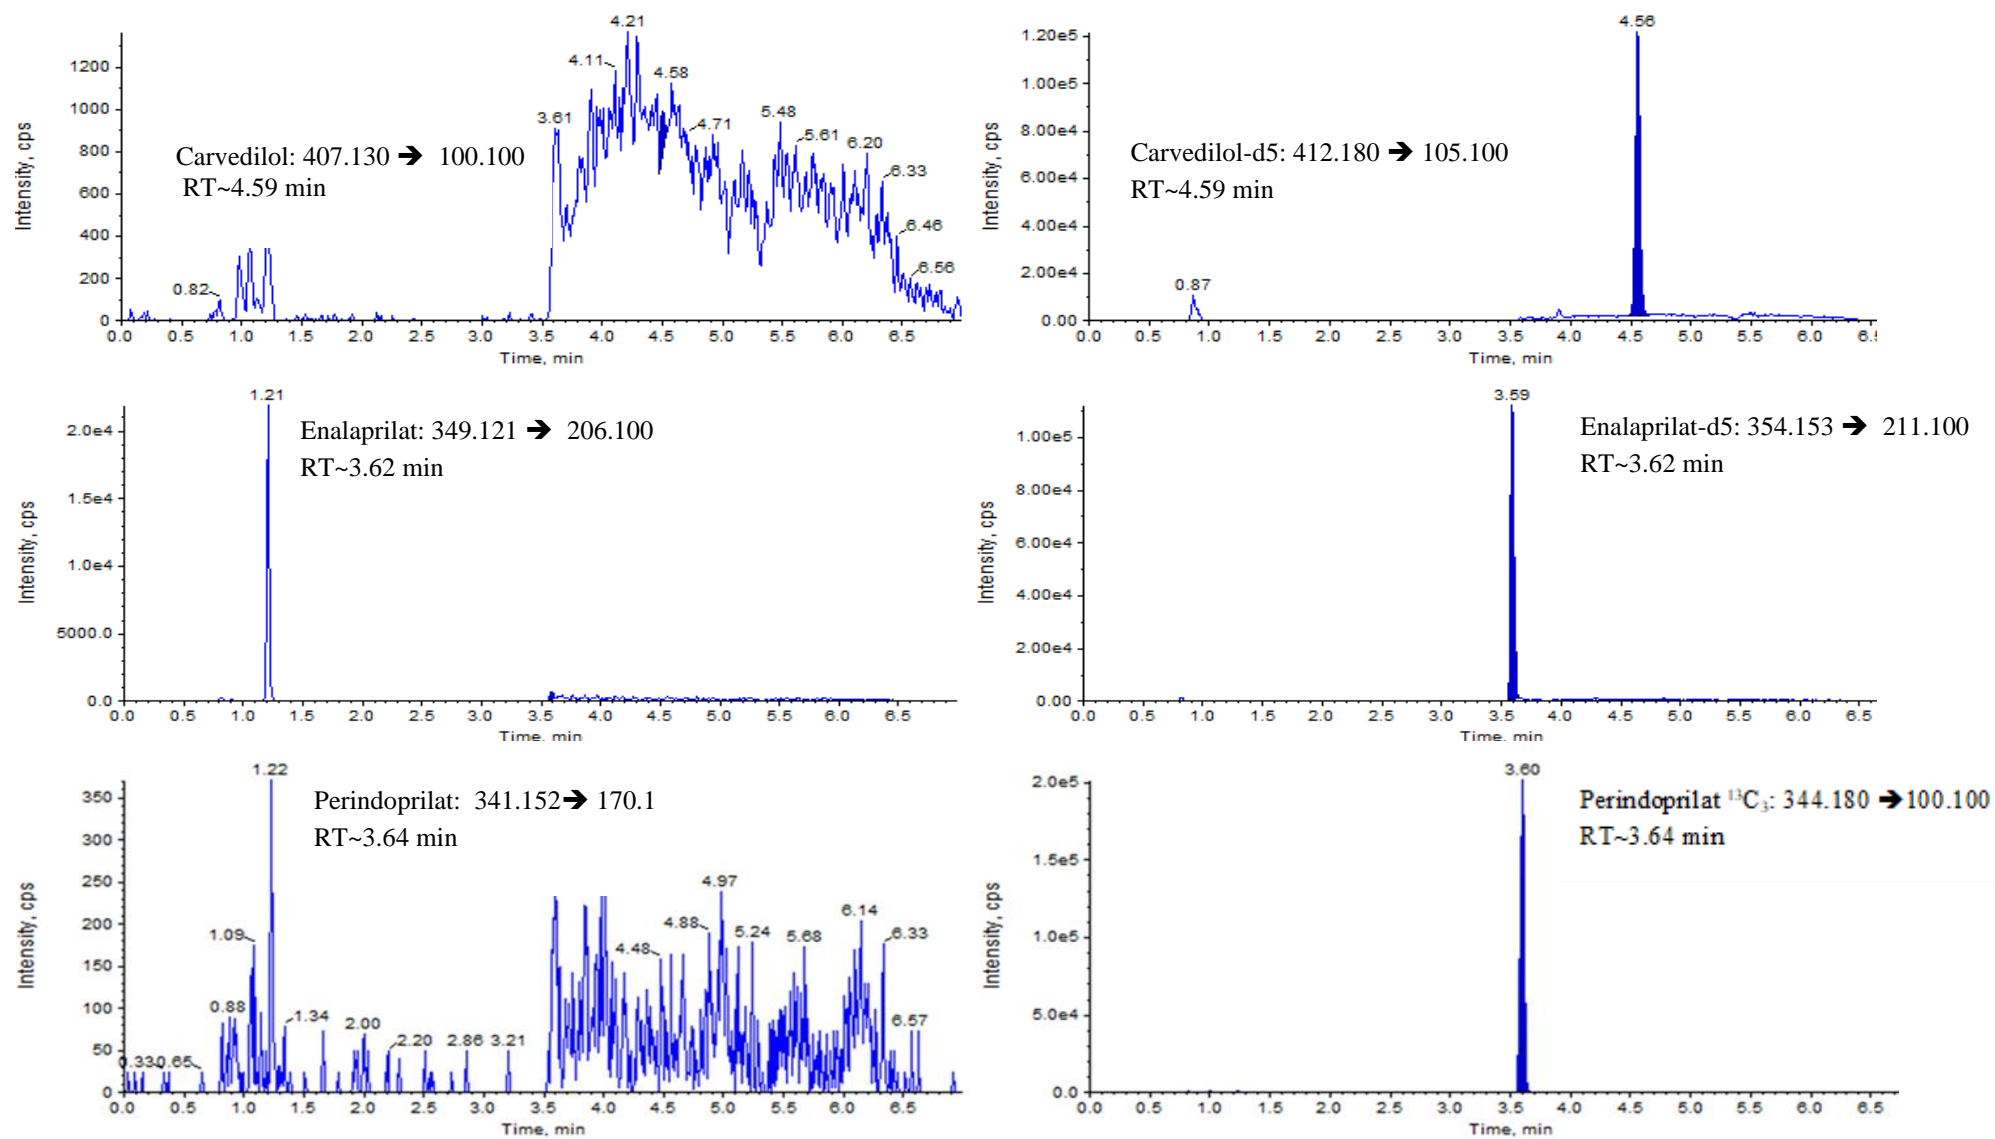 4.21
1200
4.11
4.58
1000
3.61
4.71
5.48
5.61
6.20
800
Carvedilol: 407.130 ➔ 100.100
6.33
600
RT~4.59 min
400
6.46
200
0.82
6.56
0
0.0 0.5 1.0 1.5 2.0 2.5 3.0 3.5 4.0 4.5 5.0 5.5 6.0 6.5
Time, min
Intensity, cps
4.56
1.20e5
1.00e5
8.00e4
Carvedilol-d5: 412.180 ➔ 105.100
6.00e4
RT~4.59 min
4.00e4
2.00e4
0.87
0.00
0.0 0.5 1.0 1.5 2.0 2.5 3.0 3.5 4.0 4.5 5.0 5.5 6.0
Time, min
Intensity, cps
1.21
2.0e4
Enalaprilat: 349.121 ➔ 206.100
RT~3.62 min
1.5e4
1.0e4
5000.0
0.0
0.0 0.5 1.0 1.5 2.0 2.5 3.0 3.5 4.0 4.5 5.0 5.5 6.0 6.5
Time, min
Intensity, cps
3.59
1.00e5
Enalaprilat-d5: 354.153 ➔ 211.100
RT~3.62 min
8.00e4
6.00e4
4.00e4
2.00e4
0.00
0.0 0.5 1.0 1.5 2.0 2.5 3.0 3.5 4.0 4.5 5.0 5.5 6.0 6.5
Time, min
Intensity, cps
1.22
350
Perindoprilat: 341.152➔ 170.1
RT~3.64 min
300
250
4.97
200
1.09
4.88
5.24
6.14
6.33
150
4.48
5.68
100
0.88
1.34
2.00
6.57
50
0.33
0.65
2.20
2.86
3.21
0
0.0 0.5 1.0 1.5 2.0 2.5 3.0 3.5 4.0 4.5 5.0 5.5 6.0 6.5
Time, min
Intensity, cps
3.60
2.0e5
Perindoprilat ¹³C₃: 344.180 ➔100.100
RT~3.64 min
1.5e5
1.0e5
5.0e4
0.0
0.0 0.5 1.0 1.5 2.0 2.5 3.0 3.5 4.0 4.5 5.0 5.5 6.0 6.5
Time, min
Intensity, cps